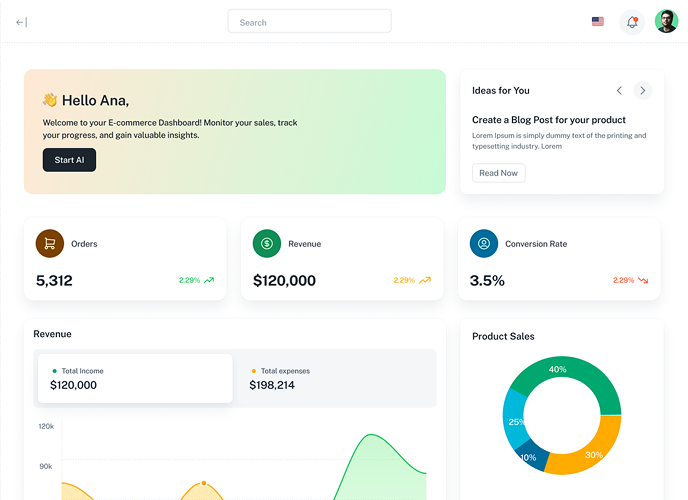 Search
👋 Hello Ana,
Welcome to your E-commerce Dashboard! Monitor your sales, track
your progress, and gain valuable insights.
Start AI
Ideas for You
Create a Blog Post for your product
Lorem Ipsum is simply dummy text of the printing and
typesetting industry. Lorem
Read Now
Orders
5,312
2.29%
Revenue
$120,000
2.29%
Conversion Rate
3.5%
2.29%
Revenue
Total Income
$120,000
Total expenses
$198,214
120k
90k
Product Sales
40%
25%
10%
30%